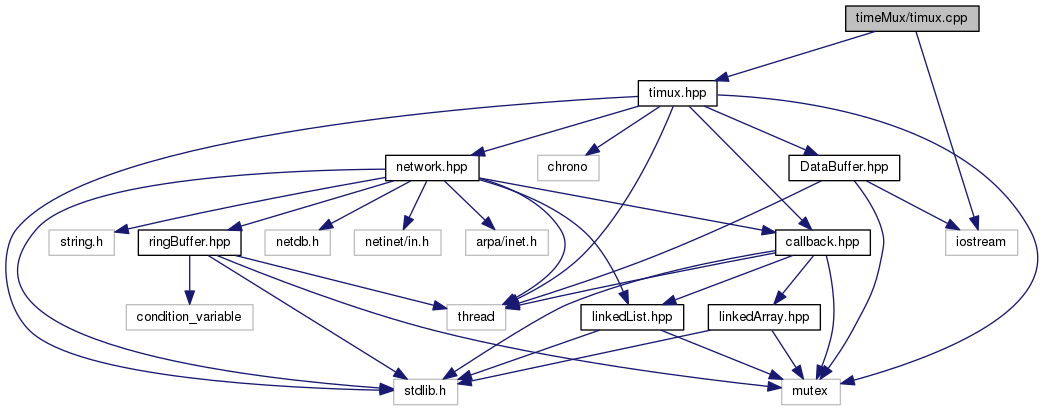 timeMux/timux.cpp
timux.hpp
network.hpp
chrono
DataBuffer.hpp
string.h
ringBuffer.hpp
netdb.h
netinet/in.h
arpa/inet.h
callback.hpp
iostream
condition_variable
thread
linkedList.hpp
linkedArray.hpp
stdlib.h
mutex